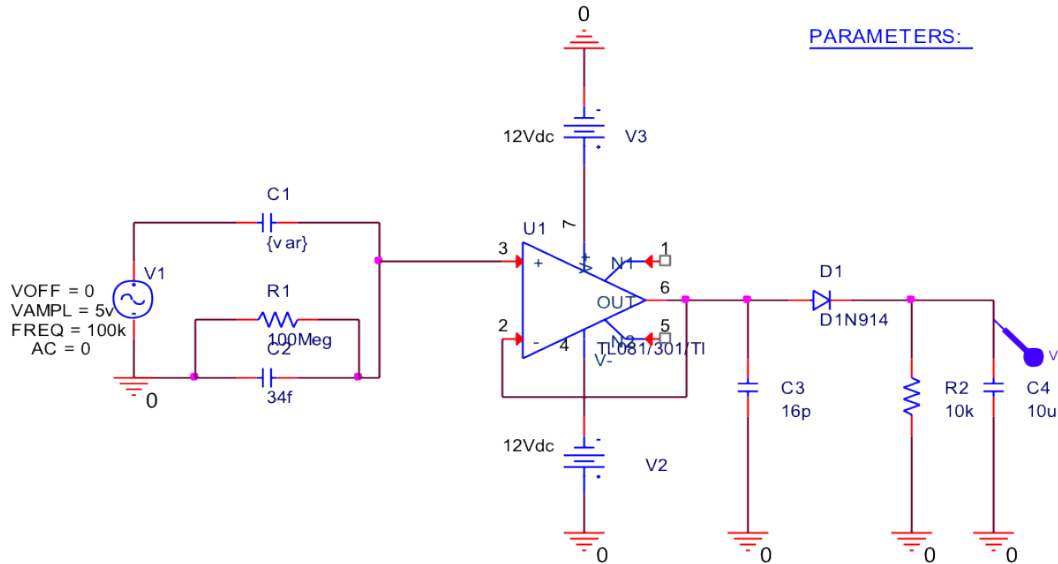 0
PARAMETERS:
12Vdc
V3
C1
{var}
7
U1
3
+
V+
N1
1
V1
VOFF = 0
VAMPL = 5v
FREQ = 100k
AC = 0
R1
100Meg
OUT
6
D1
D1N914
2
-
4
N2
5
TL081/301/TI
V-
V
C2
34f
0
C3
16p
R2
10k
C4
10u
12Vdc
V2
0
0
0
0